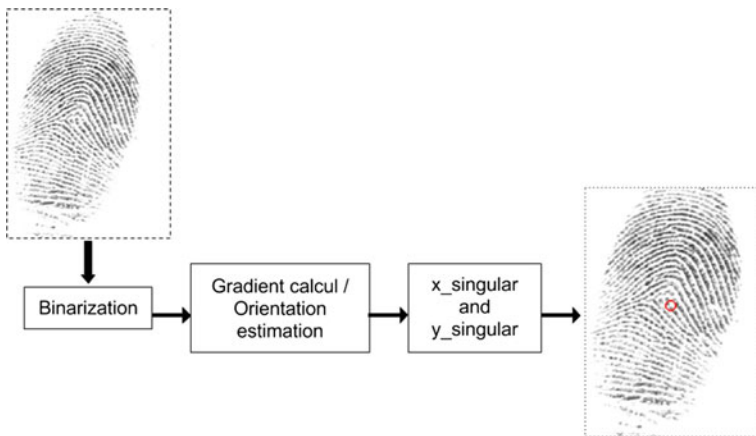 Binarization
Gradient calcul /
Orientation
estimation
x_singular
and
y_singular